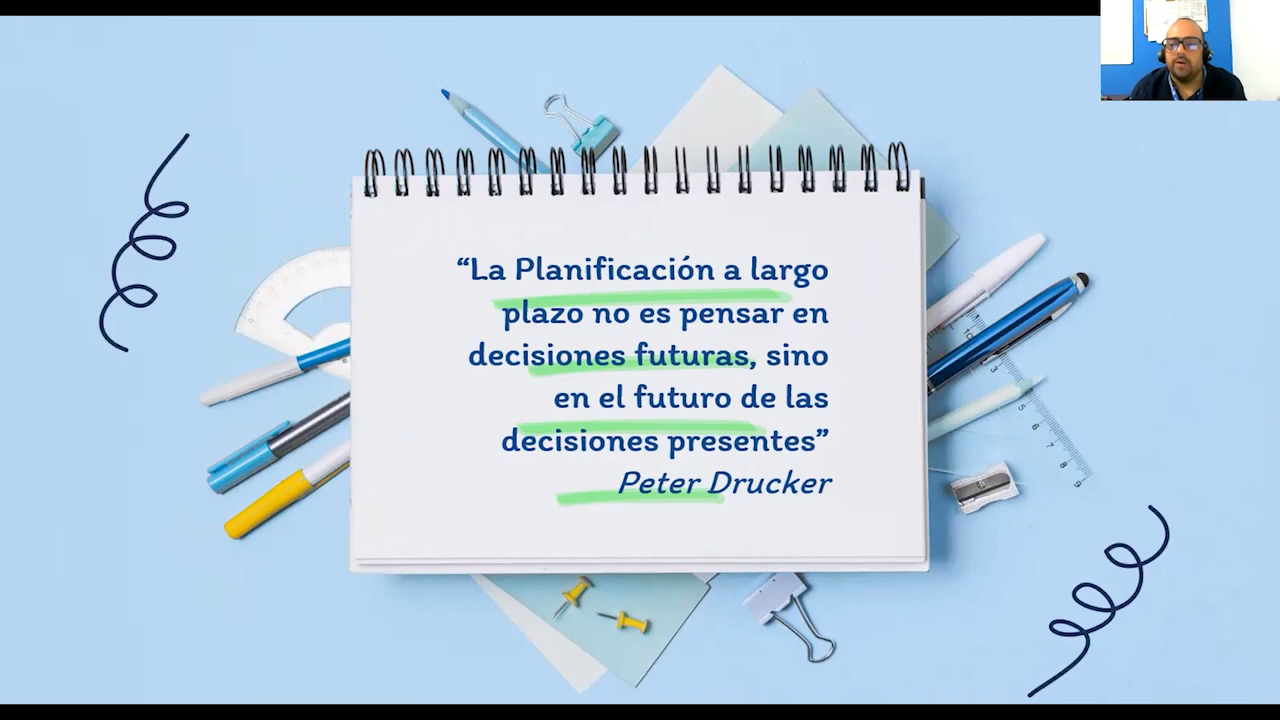 “La Planificación a largo
plazo no es pensar en
decisiones futuras, sino
en el futuro de las
decisiones presentes”
Peter Drucker